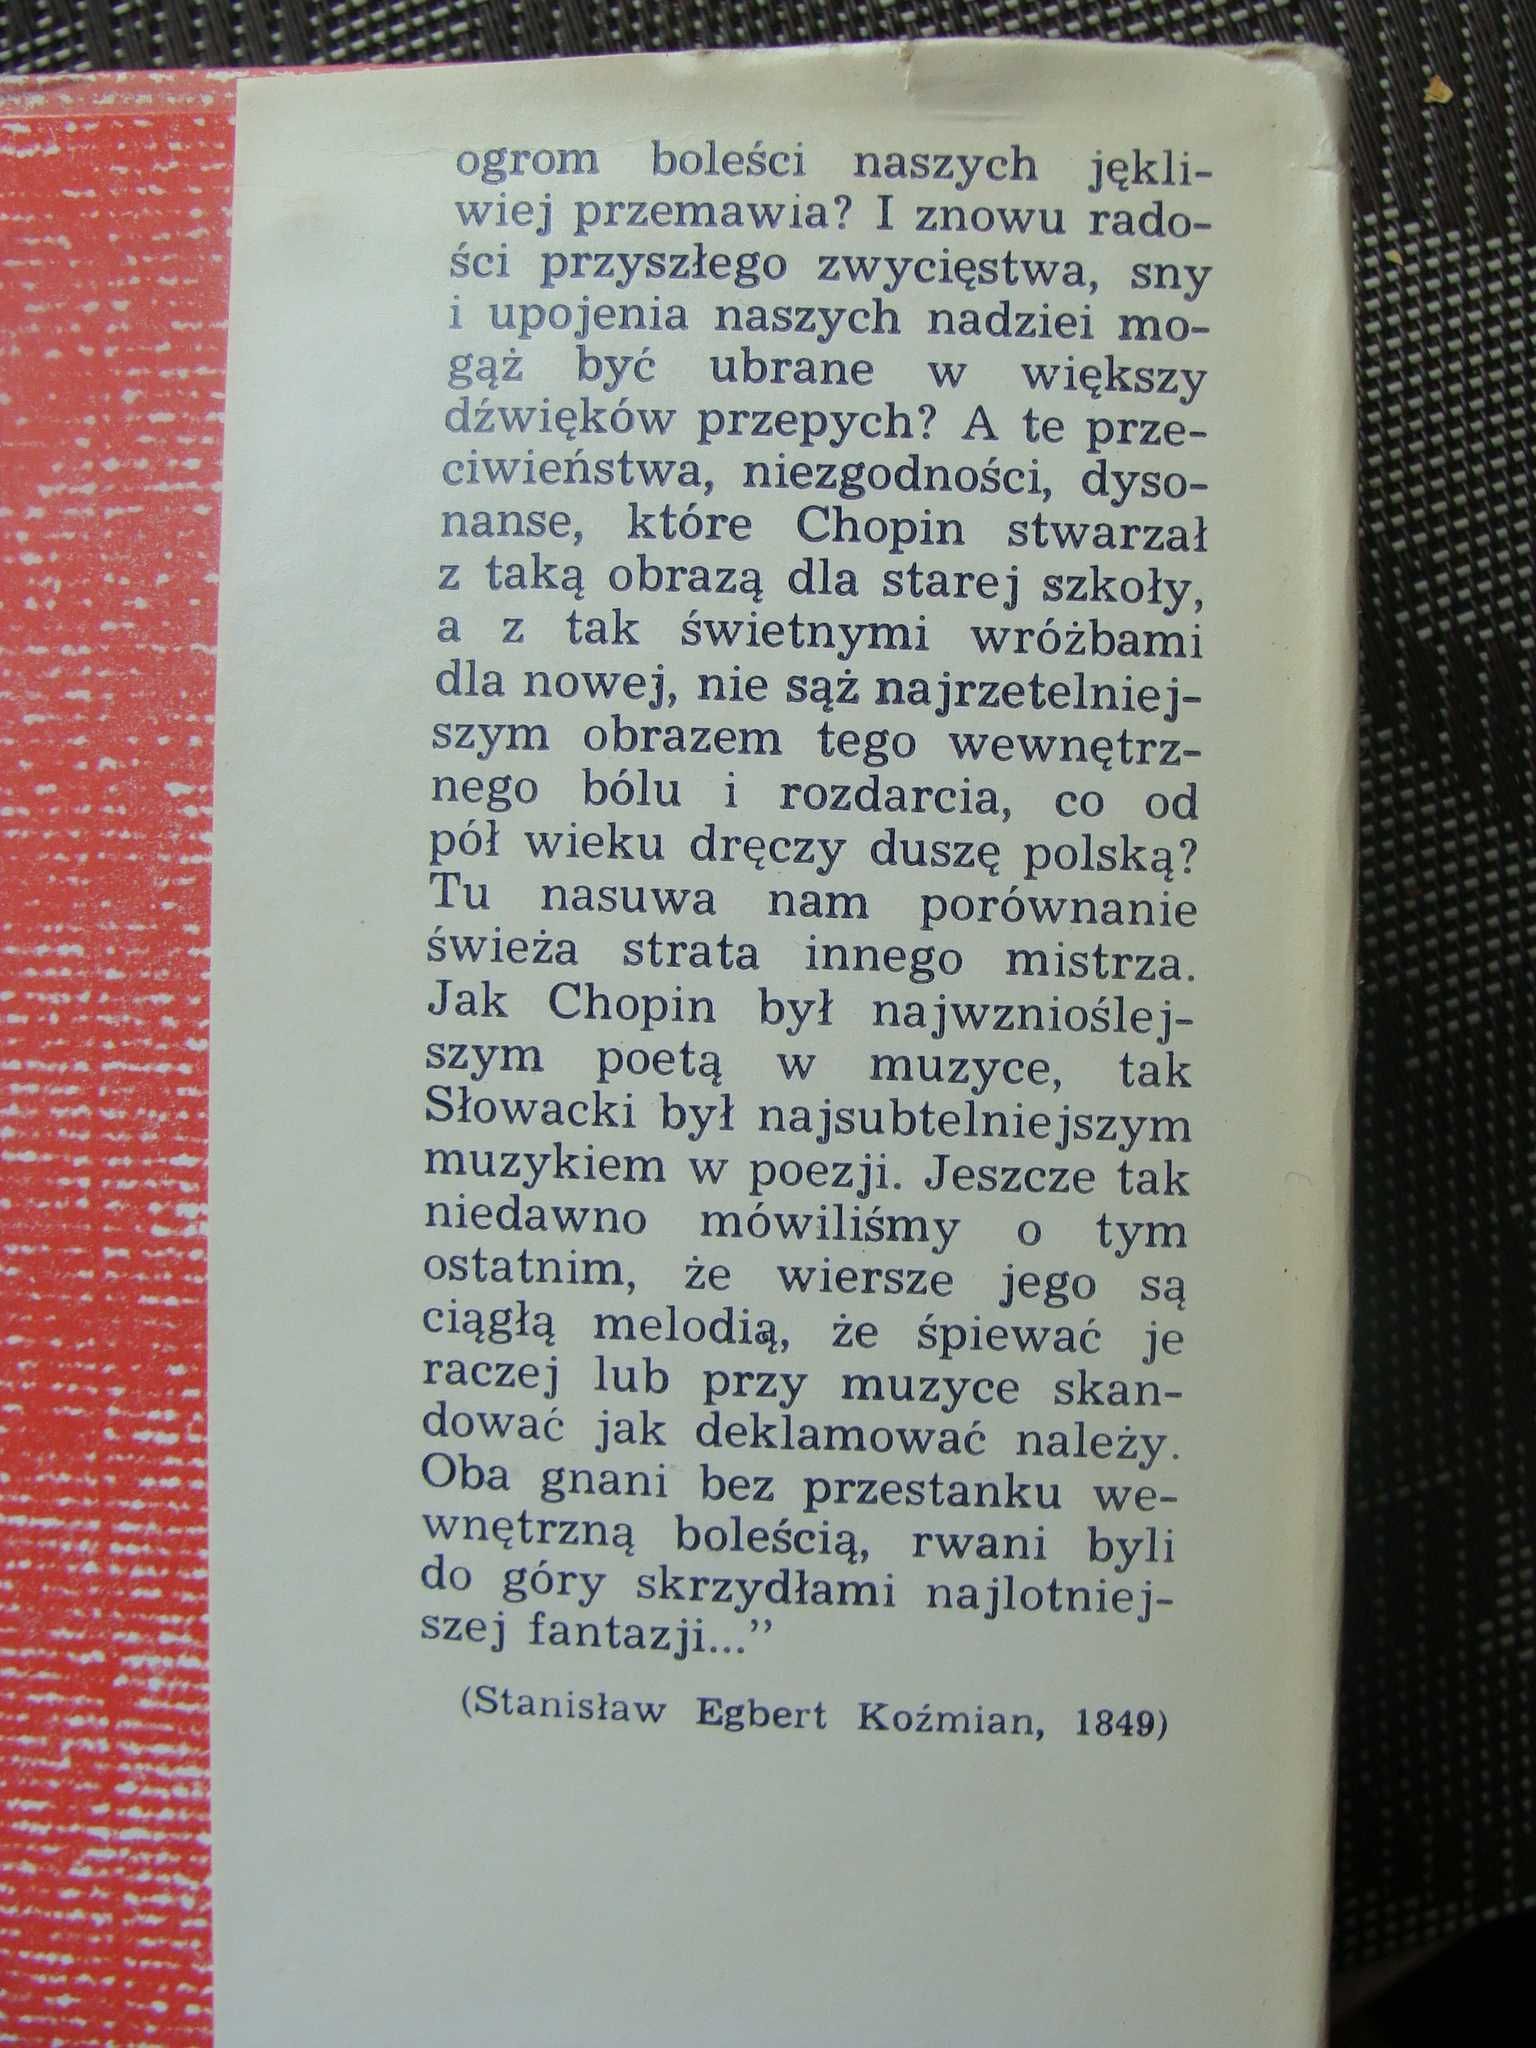 ogrom boleści naszych jękli-
wiej przemawia? I znowu rado-
ści przyszłego zwycięstwa, sny
i upojenia naszych nadziei mo-
gąż być ubrane w większy
dźwięków przepych? A te prze-
ciwieństwa, niezgodności, dyso-
nanse, które Chopin stwarzał
z taką obrazą dla starej szkoły,
a z tak świetnymi wróżbami
dla nowej, nie sąż najrzetelniej-
szym obrazem tego wewnętrz-
nego bólu i rozdarcia, co od
pół wieku dręczy duszę polską?
Tu nasuwa nam porównanie
świeża strata innego mistrza.
Jak Chopin był najwzniośle​j-
szym poetą w muzyce, tak
Słowacki był najsubtelniejszym
muzykiem w poezji. Jeszcze tak
niedawno mówiliśmy o tym
ostatnim, że wiersze jego są
ciągłą melodią, że śpiewać je
raczej lub przy muzyce skan-
dować jak deklamować należy.
Oba gnani bez przestanku we-
wnętrzną boleścią, rwani byli
do góry skrzydłami najlotniej-
szej fantazji..."
(Stanisław Egbert Koźmian, 1849)